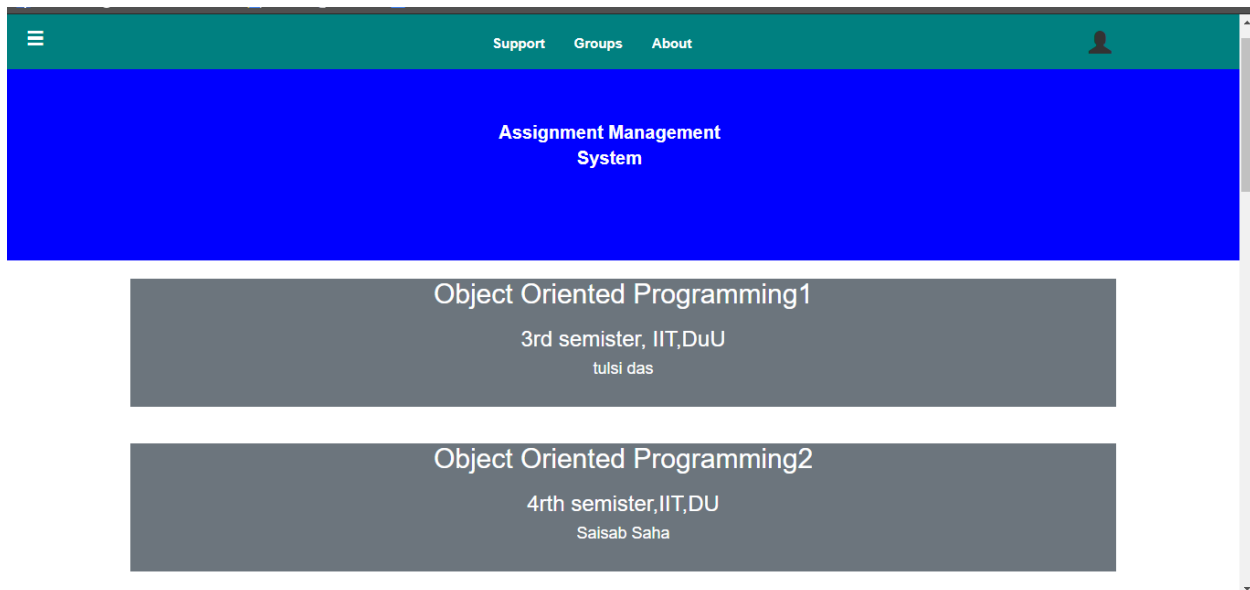 Support Groups About
Assignment Management
System
Object Oriented Programming1
3rd semister, IIT,DuU
tulsi das
Object Oriented Programming2
4rth semister,IIT,DU
Saisab Saha